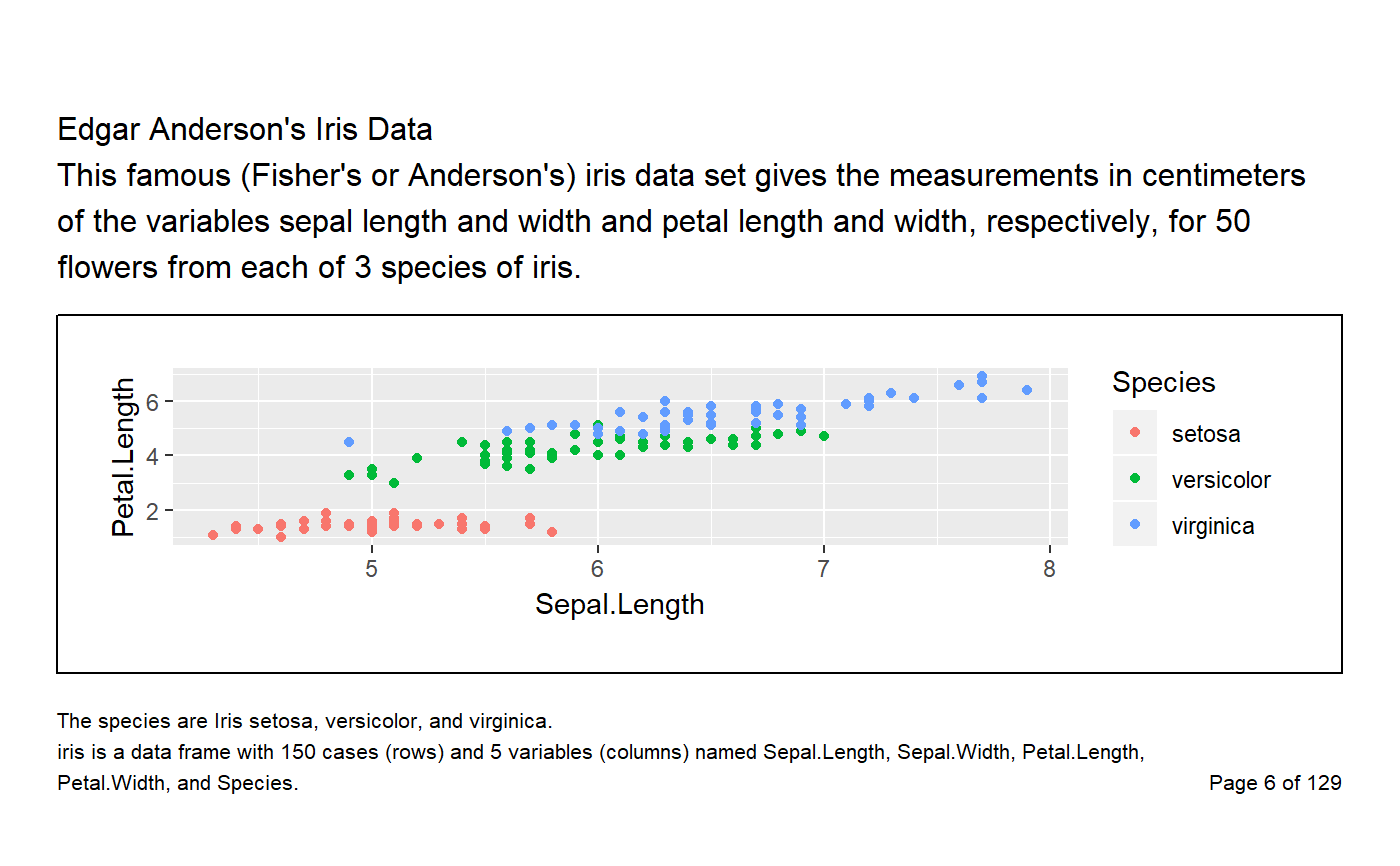 Edgar Anderson's Iris Data
This famous (Fisher's or Anderson's) iris data set gives the measurements in centimeters
of the variables sepal length and width and petal length and width, respectively, for 50
flowers from each of 3 species of iris.
Petal.Length
6
4
2
5 6 7 8
Sepal.Length
Species
setosa
versicolor
virginica
The species are Iris setosa, versicolor, and virginica.
iris is a data frame with 150 cases (rows) and 5 variables (columns) named Sepal.Length, Sepal.Width, Petal.Length,
Petal.Width, and Species.
Page 6 of 129